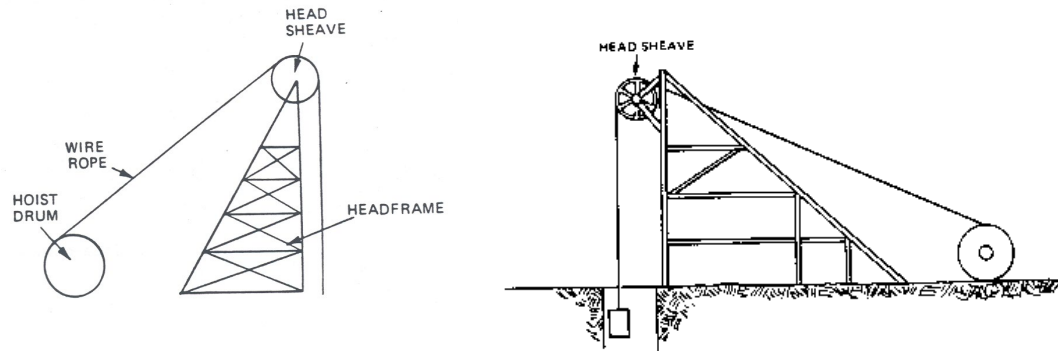 HEAD
SHEAVE
WIRE
ROPE
HOIST
DRUM
HEADFRAME
HEAD SHEAVE